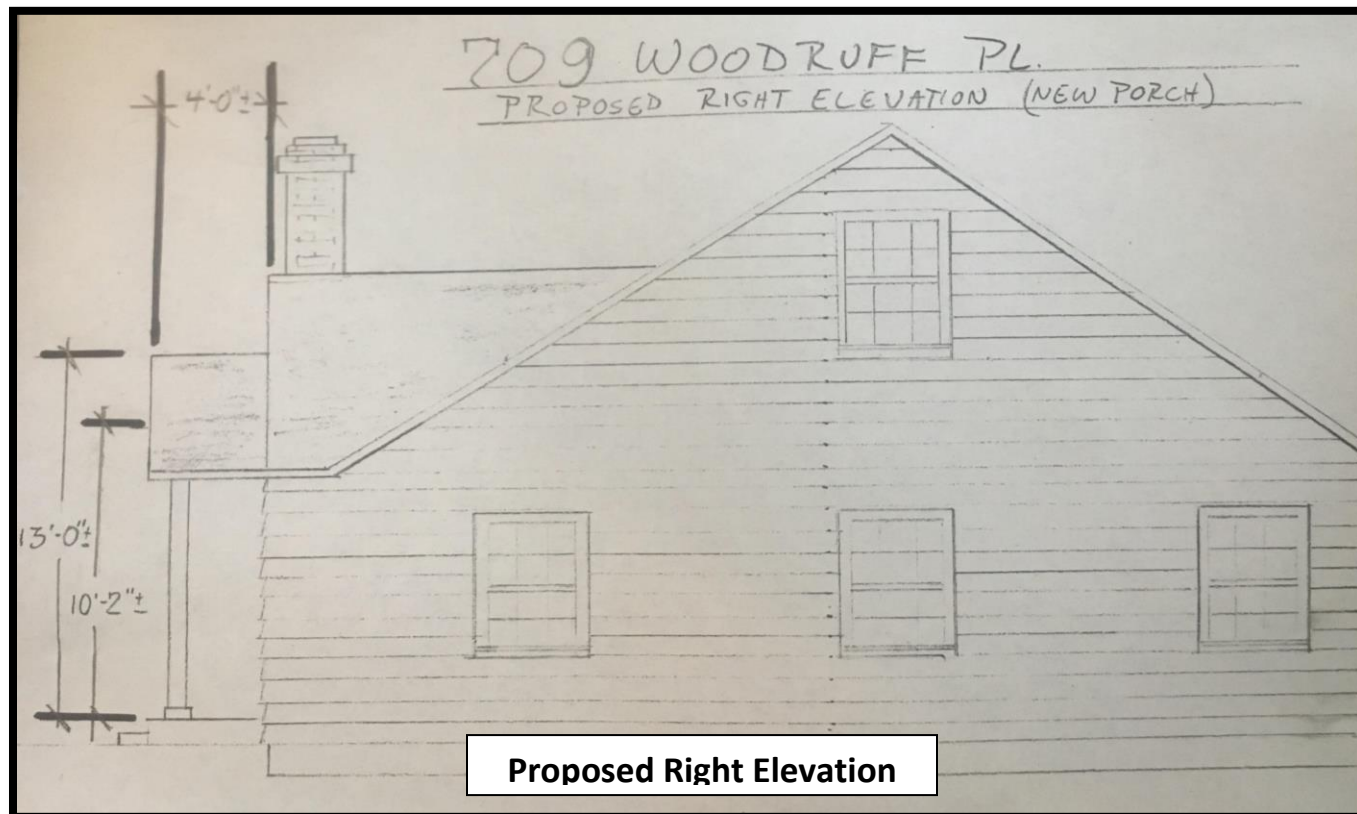 709 WOODRUFF PL.
PROPOSED RIGHT ELEVATION (NEW PORCH)
4'-0"±
13'-0"±
10'-2"±
Proposed Right Elevation